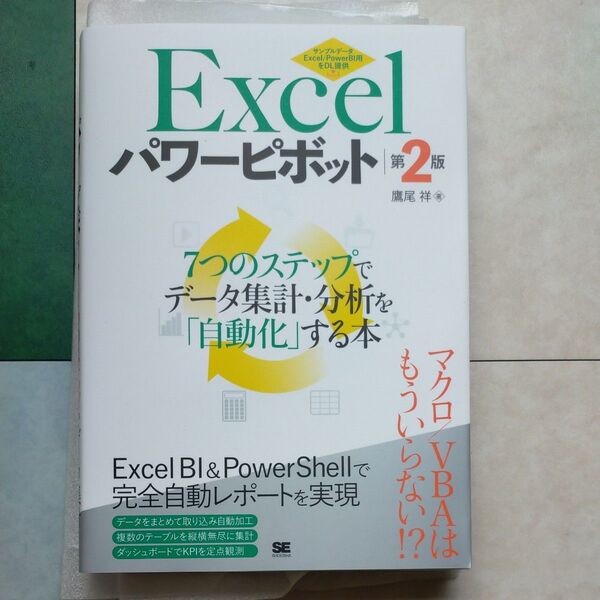 サンプルデータ
Excel/PowerBI用
をDL提供
Excel
パワーピボット
第2版
鷹尾 祥 著
7つのステップで
データ集計・分析を
「自動化」する本
マクロ/VBAは
もういらない!?
Excel BI&PowerShellで
完全自動レポートを実現
データをまとめて取り込み自動加工
複数のテーブルを縦横無尽に集計
ダッシュボードでKPIを定点観測
SE
SHOEISHA